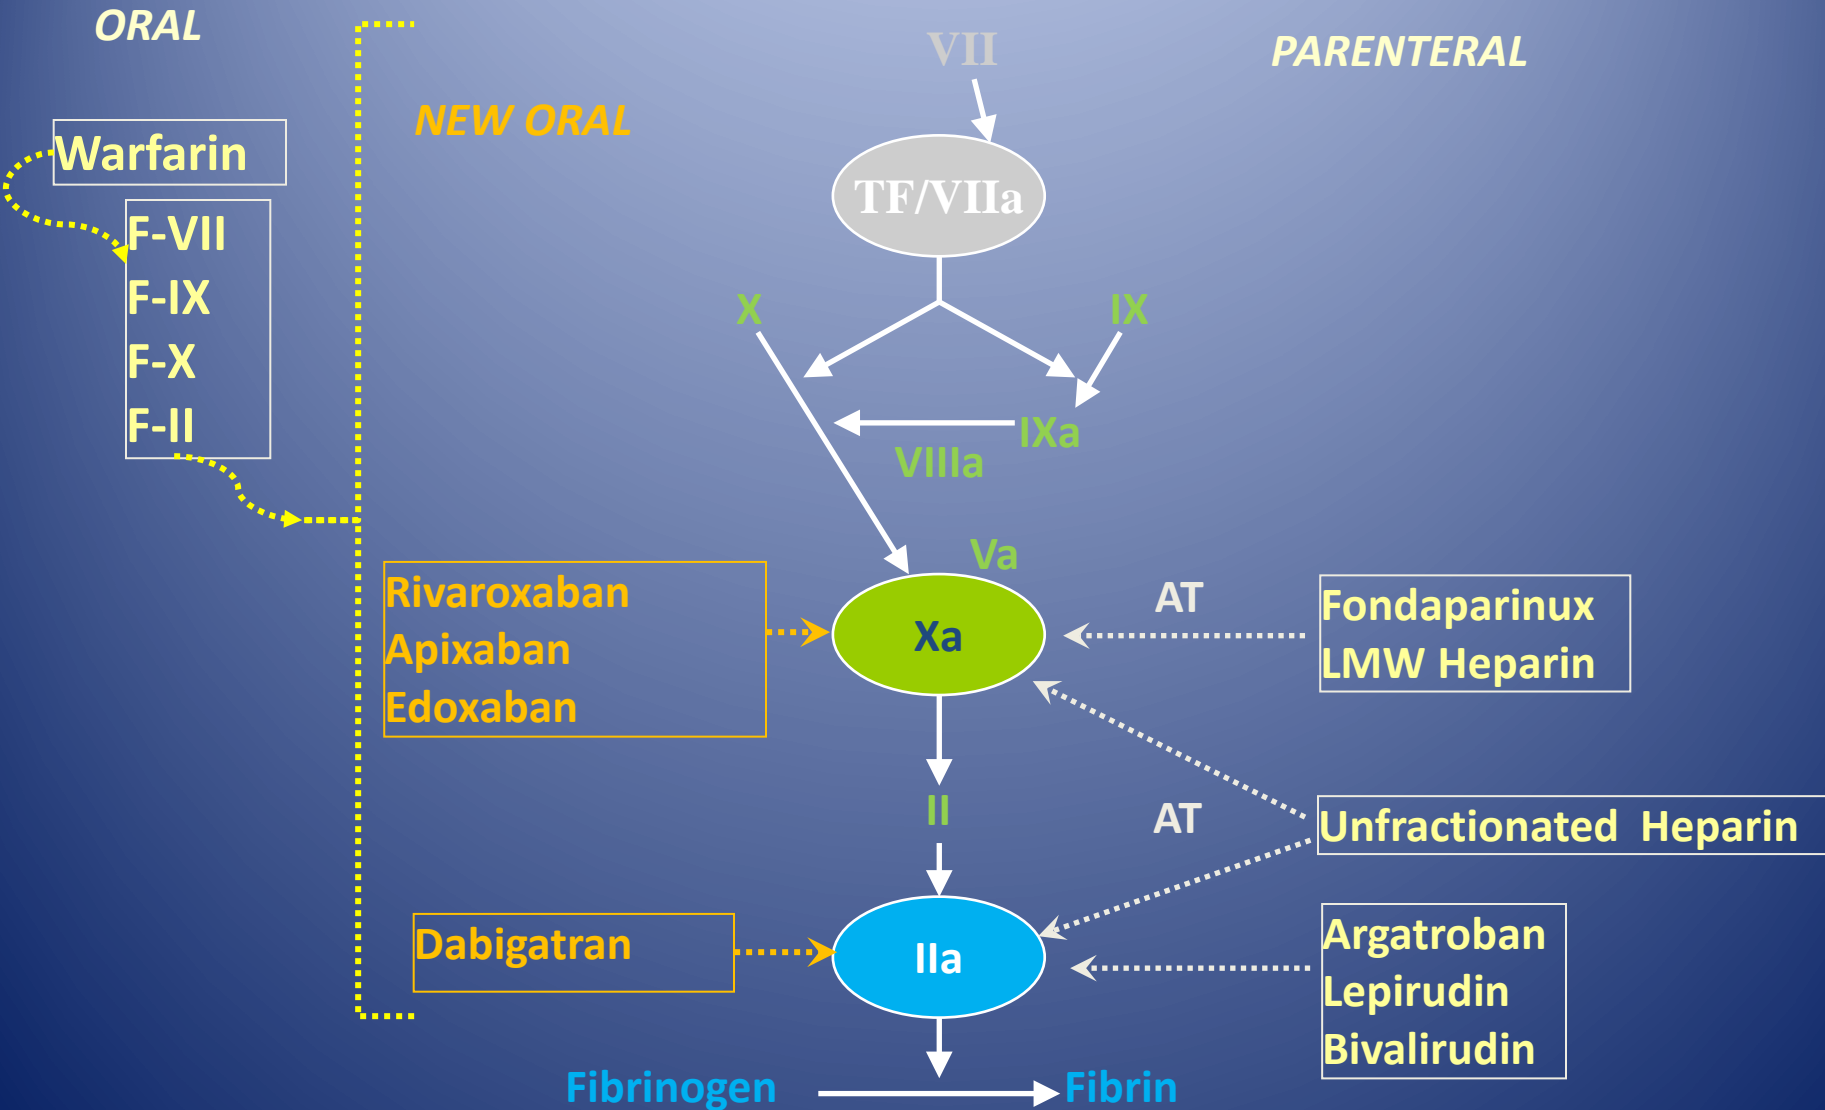 ORAL
VII
PARENTERAL
NEW ORAL
Warfarin
TF/VIIa
F-VII
F-IX
F-X
F-II
X
IX
IXa
VIIIa
Va
Rivaroxaban
Apixaban
Edoxaban
Xa
AT
Fondaparinux
LMW Heparin
II
AT
Unfractionated Heparin
Dabigatran
IIa
Argatroban
Lepirudin
Bivalirudin
Fibrinogen
Fibrin